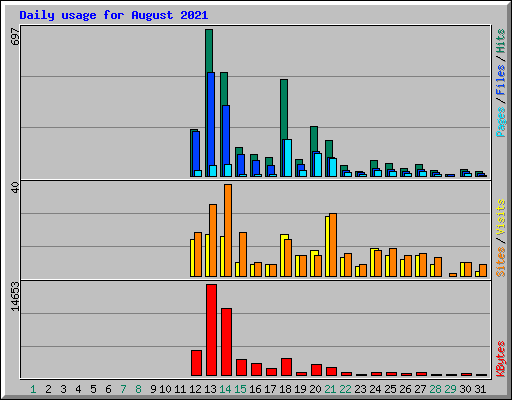 Daily usage for August 2021
697
40
14653
Pages / Files / Hits
Sites / Visits
KBytes
1 2 3 4 5 6 7 8 9 10 11 12 13 14 15 16 17 18 19 20 21 22 23 24 25 26 27 28 29 30 31